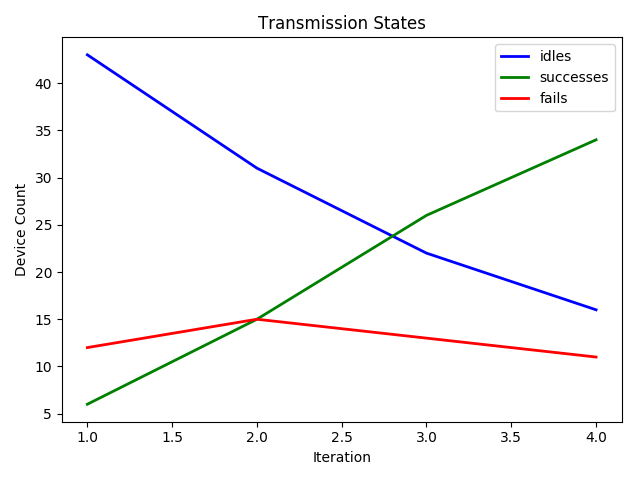 Transmission States
idles
successes
fails
Device Count
40
35
30
25
20
15
10
5
1.0 1.5 2.0 2.5 3.0 3.5 4.0
Iteration